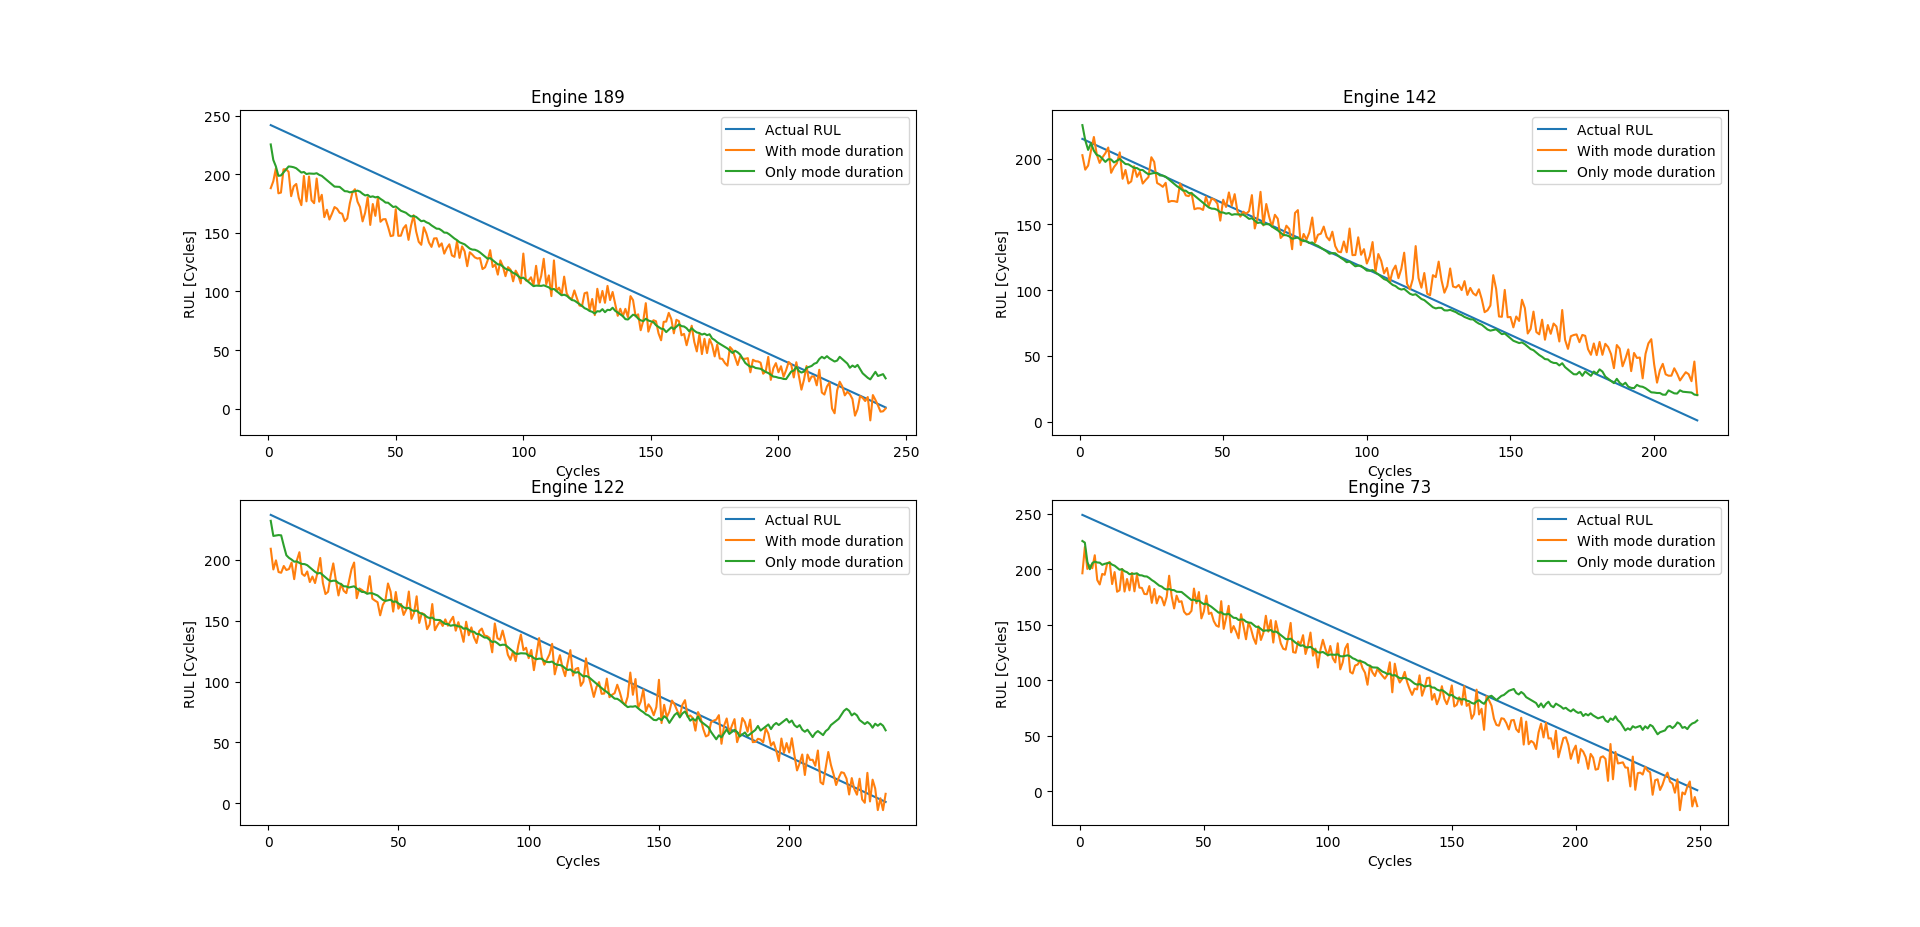 Engine 189
RUL [Cycles]
250
200
150
100
50
0
Actual RUL
With mode duration
Only mode duration
0 50 100 150 200 250
Cycles
Engine 142
RUL [Cycles]
200
150
100
50
0
Actual RUL
With mode duration
Only mode duration
0 50 100 150 200
Cycles
Engine 122
RUL [Cycles]
200
150
100
50
0
Actual RUL
With mode duration
Only mode duration
0 50 100 150 200
Cycles
Engine 73
RUL [Cycles]
250
200
150
100
50
0
Actual RUL
With mode duration
Only mode duration
0 50 100 150 200 250
Cycles